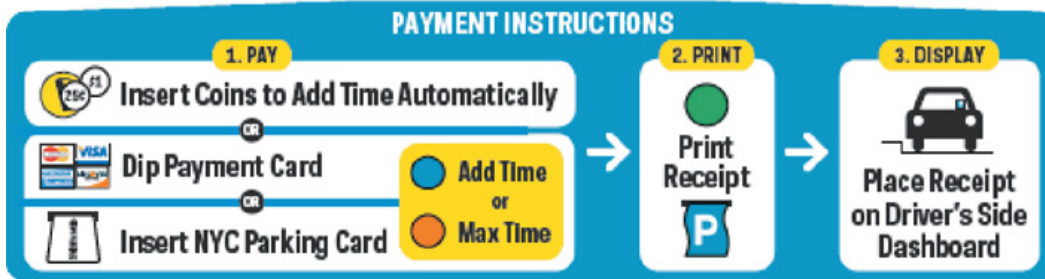 PAYMENT INSTRUCTIONS
1. PAY
$1
25¢
Insert Coins to Add Time Automatically
OR
VISA
Dip Payment Card
OR
Insert NYC Parking Card
Add Time
or
Max Time
2. PRINT
Print
Receipt
P
3. DISPLAY
Place Receipt
on Driver's Side
Dashboard